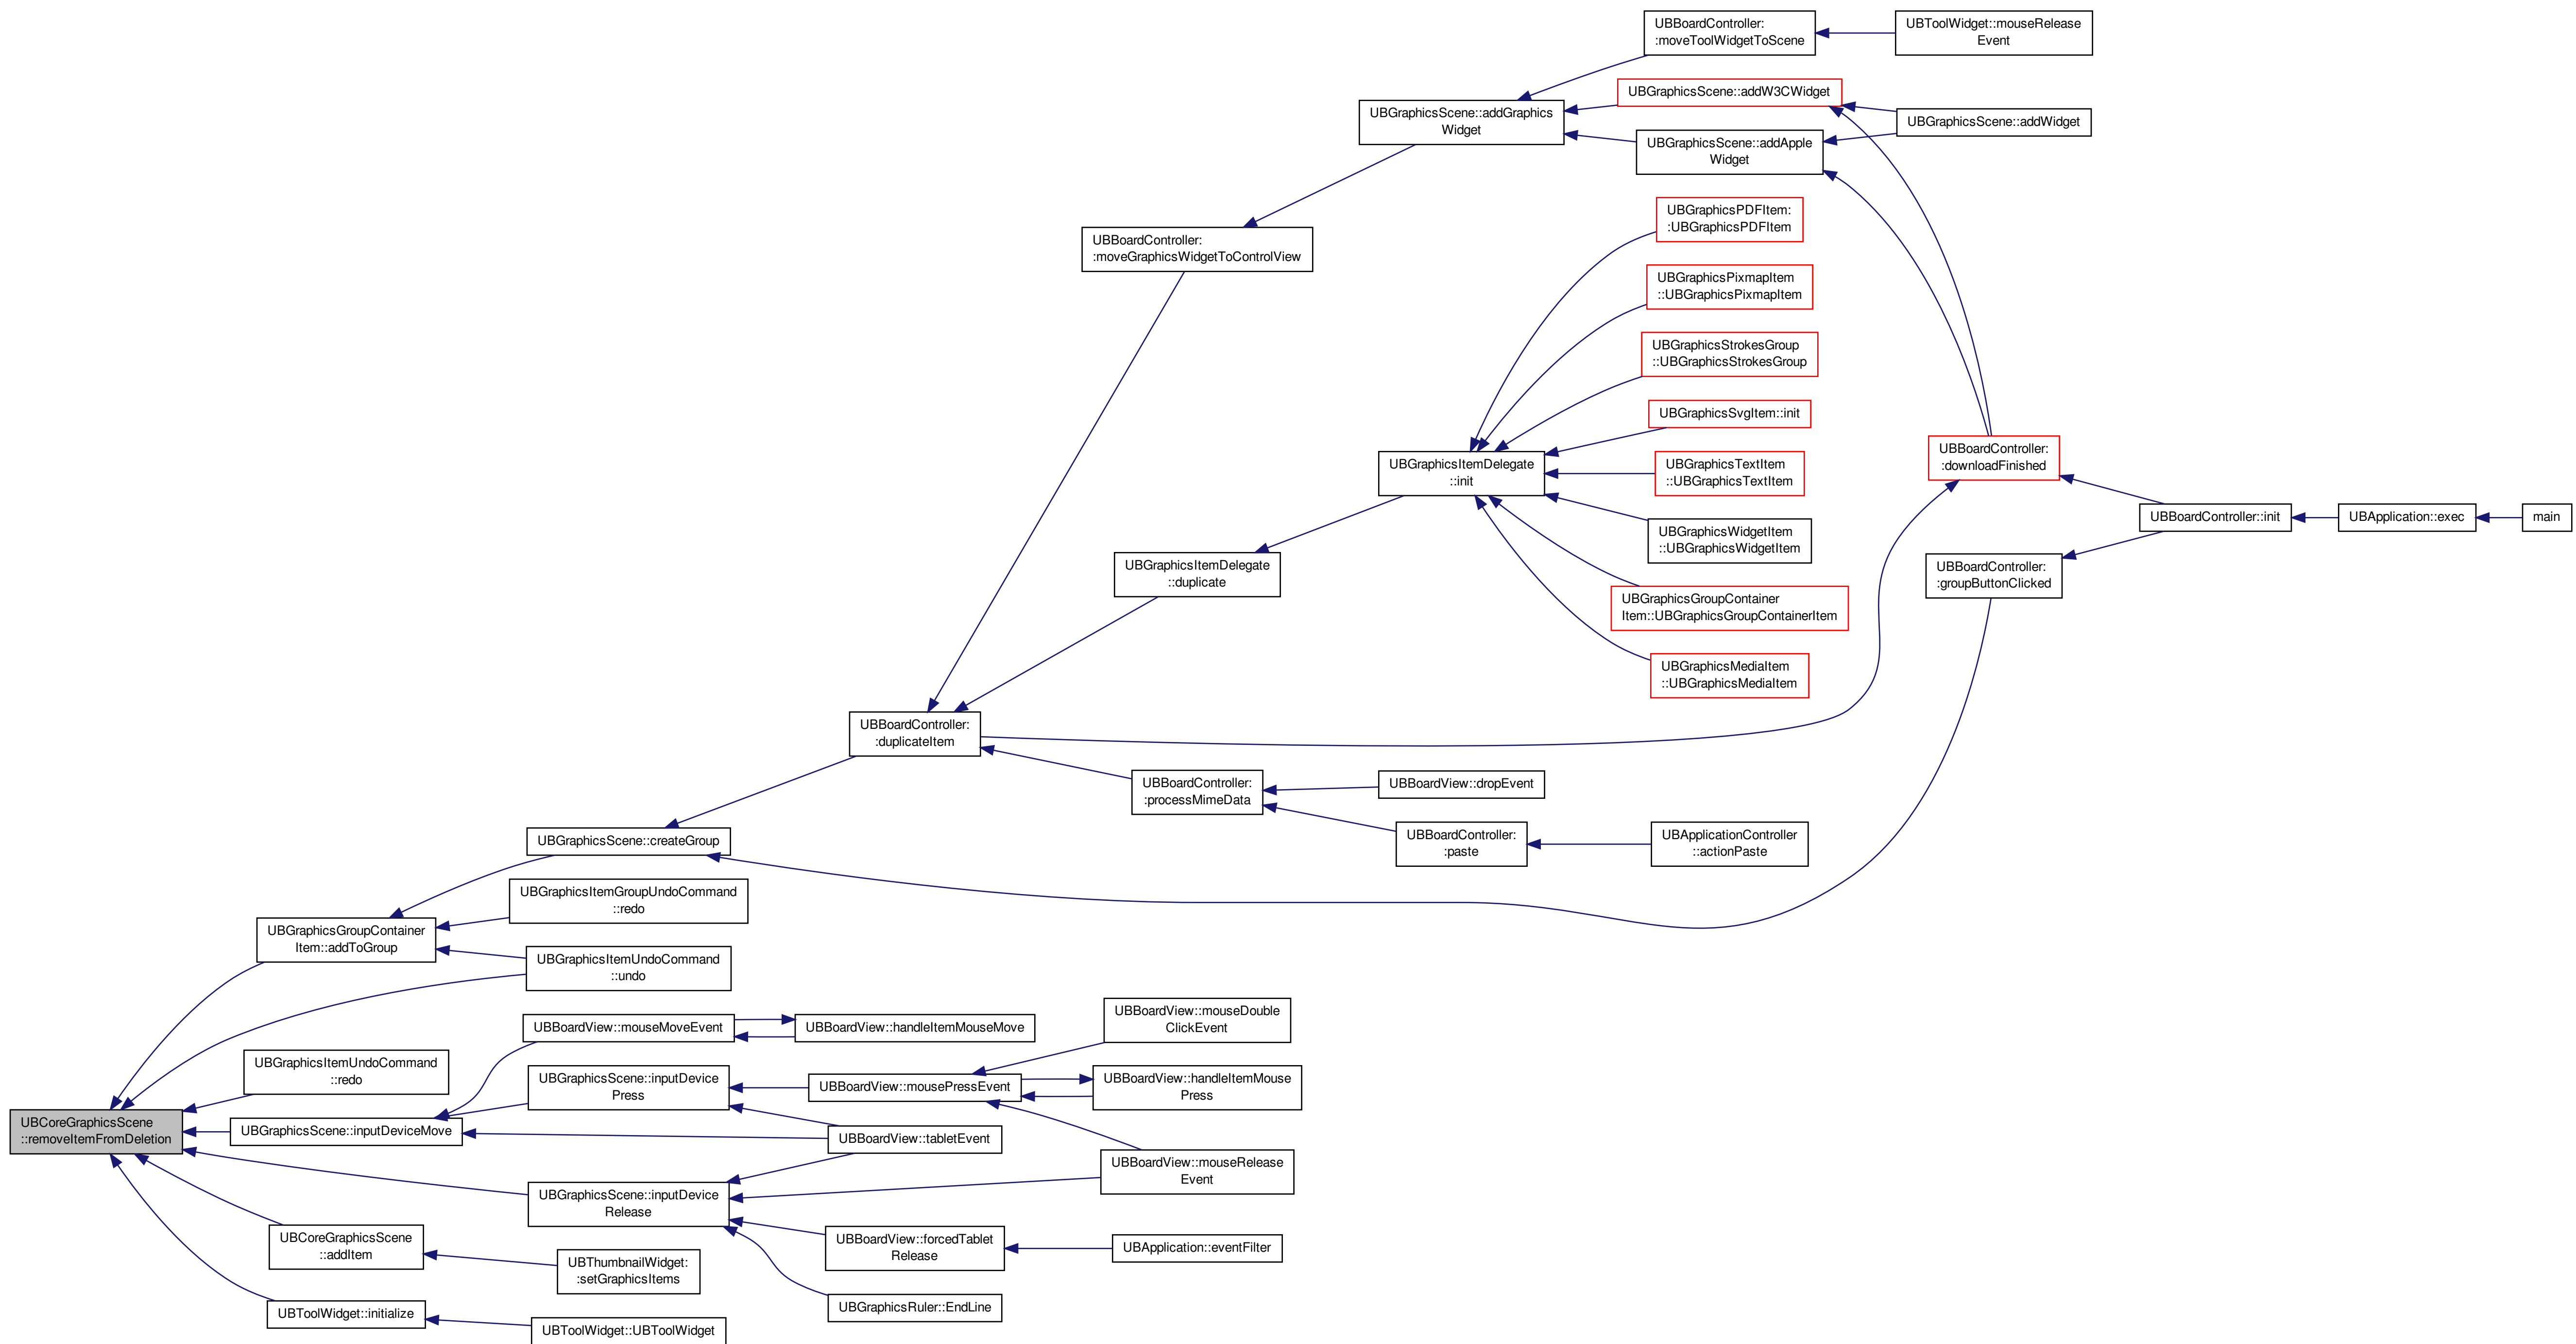 UBBoardController:
:moveToolWidgetToScene
UBToolWidget::mouseRelease
Event
UBGraphicsScene::addW3CWidget
UBGraphicsScene::addGraphics
Widget
UBGraphicsScene::addWidget
UBGraphicsScene::addApple
Widget
UBGraphicsPDFItem:
:UBGraphicsPDFItem
UBBoardController:
:moveGraphicsWidgetToControlView
UBGraphicsPixmapItem
::UBGraphicsPixmapItem
UBGraphicsStrokesGroup
::UBGraphicsStrokesGroup
UBGraphicsSvgItem::init
UBBoardController:
:downloadFinished
UBGraphicsItemDelegate
::init
UBGraphicsTextItem
::UBGraphicsTextItem
UBBoardController::init
UBApplication::exec
main
UBGraphicsWidgetItem
::UBGraphicsWidgetItem
UBGraphicsItemDelegate
::duplicate
UBBoardController:
:groupButtonClicked
UBGraphicsGroupContainer
Item::UBGraphicsGroupContainerItem
UBGraphicsMediaItem
::UBGraphicsMediaItem
UBBoardController:
:duplicateItem
UBBoardController:
:processMimeData
UBBoardView::dropEvent
UBGraphicsScene::createGroup
UBBoardController:
:paste
UBApplicationController
::actionPaste
UBGraphicsItemGroupUndoCommand
::redo
UBGraphicsGroupContainer
Item::addToGroup
UBGraphicsItemUndoCommand
::undo
UBBoardView::mouseMoveEvent
UBBoardView::handleItemMouseMove
UBBoardView::mouseDouble
ClickEvent
UBGraphicsItemUndoCommand
::redo
UBGraphicsScene::inputDevice
Press
UBBoardView::mousePressEvent
UBBoardView::handleItemMouse
Press
UBCoreGraphicsScene
::removeItemFromDeletion
UBGraphicsScene::inputDeviceMove
UBBoardView::tabletEvent
UBBoardView::mouseRelease
Event
UBGraphicsScene::inputDevice
Release
UBCoreGraphicsScene
::addItem
UBBoardView::forcedTablet
Release
UBApplication::eventFilter
UBThumbnailWidget:
:setGraphicsItems
UBToolWidget::initialize
UBGraphicsRuler::EndLine
UBToolWidget::UBToolWidget